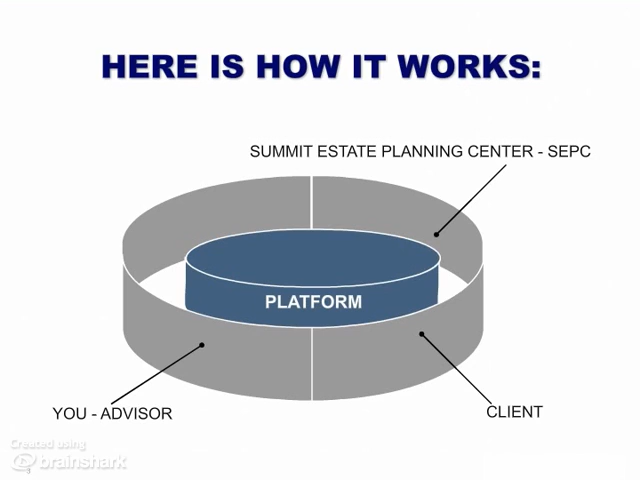 HERE IS HOW IT WORKS:
SUMMIT ESTATE PLANNING CENTER - SEPC
PLATFORM
YOU - ADVISOR
CLIENT
Created using
brainshark